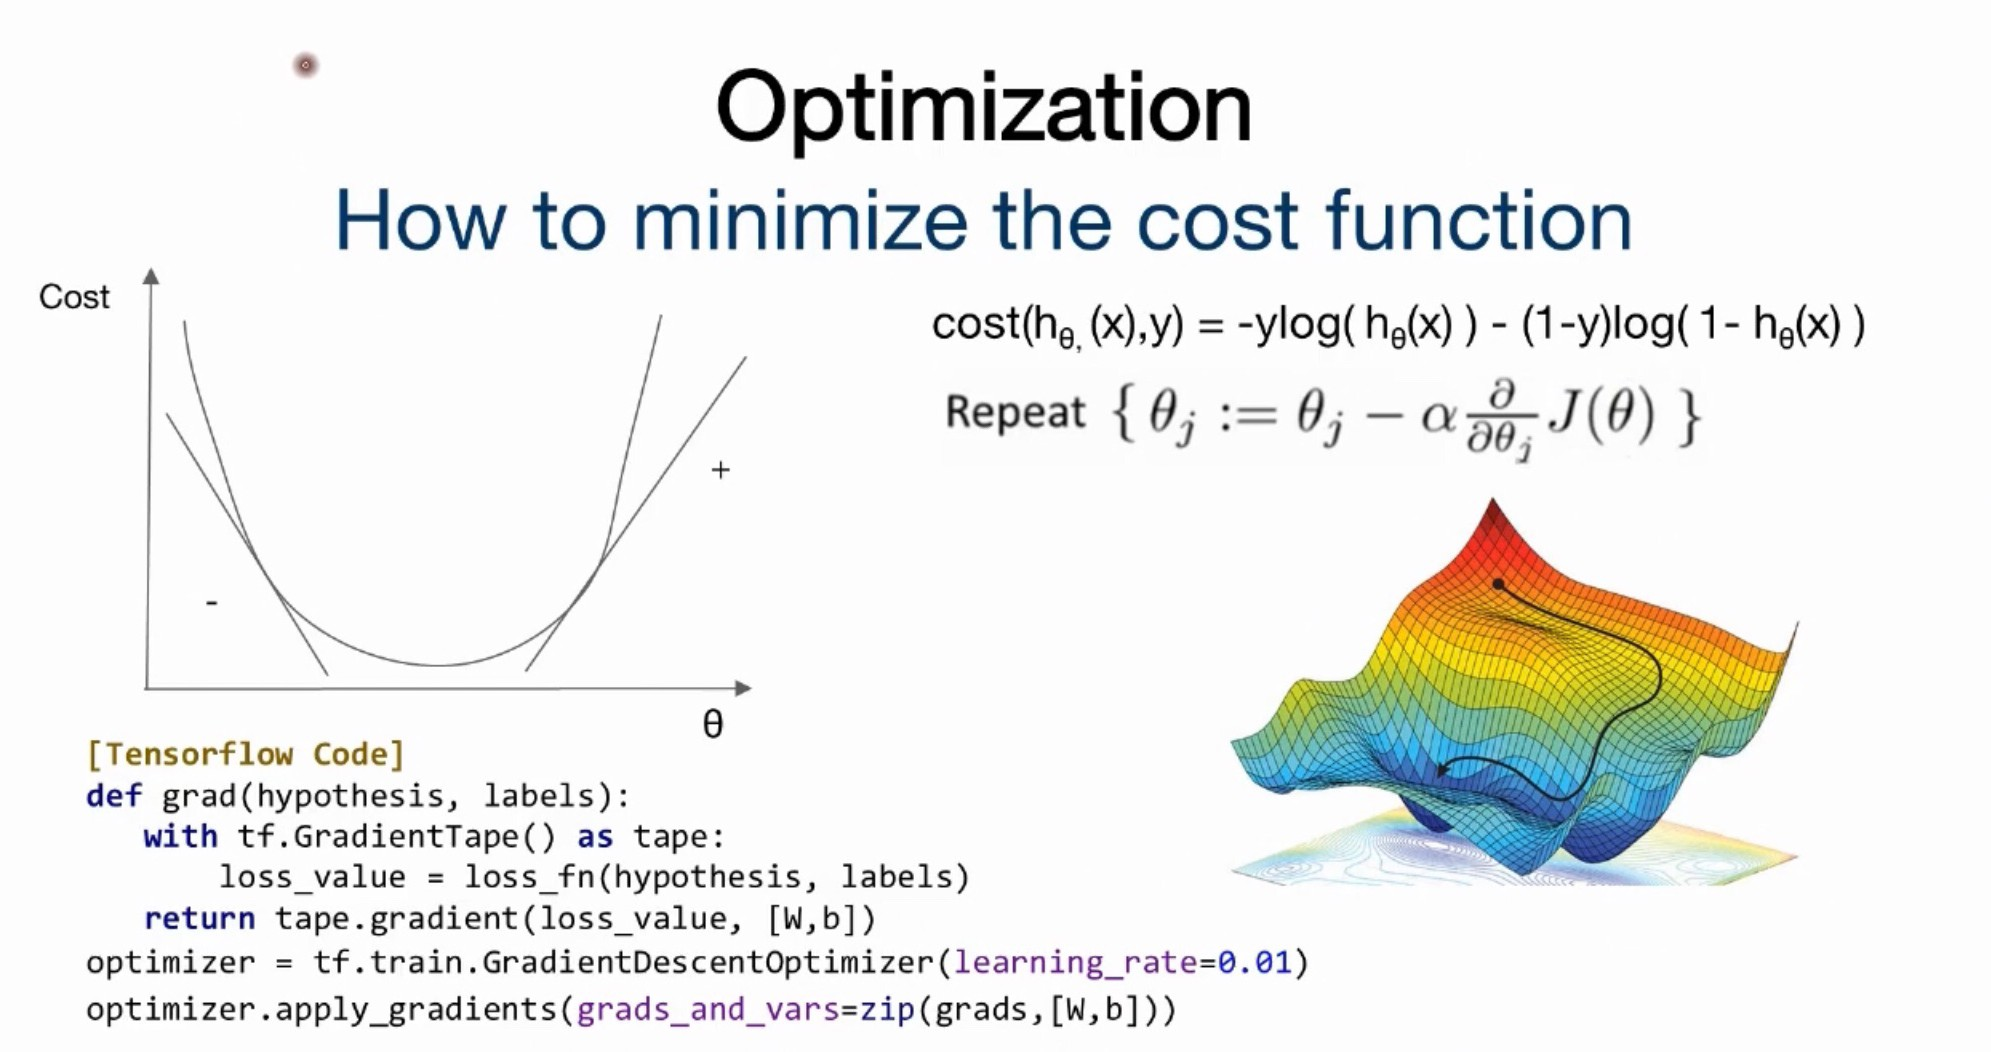 Optimization
How to minimize the cost function
Cost
cost(hθ, (x),y) = -ylog( hθ(x) ) - (1-y)log( 1- hθ(x) )
Repeat { θj := θj − α ∂/∂θj J(θ) }
+
-
θ
[Tensorflow Code]
def grad(hypothesis, labels):
with tf.GradientTape() as tape:
loss_value = loss_fn(hypothesis, labels)
return tape.gradient(loss_value, [W,b])
optimizer = tf.train.GradientDescentOptimizer(learning_rate=0.01)
optimizer.apply_gradients(grads_and_vars=zip(grads,[W,b]))